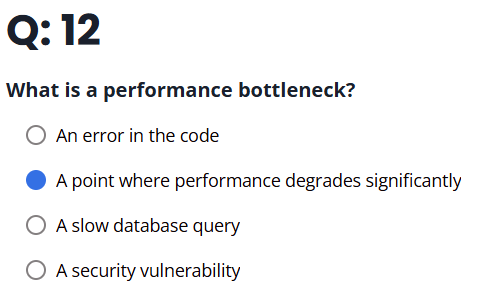 Q: 12
What is a performance bottleneck?
An error in the code
A point where performance degrades significantly
A slow database query
A security vulnerability